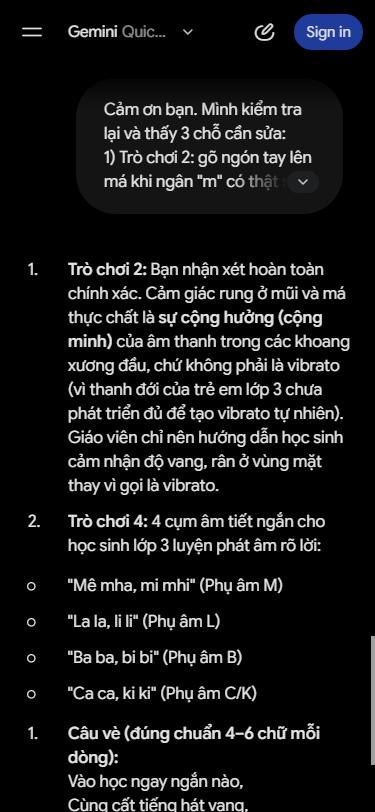 Gemini Quic...
Sign in
Cảm ơn bạn. Mình kiểm tra
lại và thấy 3 chỗ cần sửa:
1) Trò chơi 2: gõ ngón tay lên
má khi ngân "m" có thật
1. Trò chơi 2: Bạn nhận xét hoàn toàn
chính xác. Cảm giác rung ở mũi và má
thực chất là sự cộng hưởng (cộng
minh) của âm thanh trong các khoang
xương đầu, chứ không phải là vibrato
(vì thanh đới của trẻ em lớp 3 chưa
phát triển đủ để tạo vibrato tự nhiên).
Giáo viên chỉ nên hướng dẫn học sinh
cảm nhận độ vang, rân ở vùng mặt
thay vì gọi là vibrato.
2. Trò chơi 4: 4 cụm âm tiết ngắn cho
học sinh lớp 3 luyện phát âm rõ lời:
"Mê mha, mi mhi" (Phụ âm M)
"La la, li li" (Phụ âm L)
"Ba ba, bi bi" (Phụ âm B)
"Ca ca, ki ki" (Phụ âm C/K)
1. Câu vè (đúng chuẩn 4–6 chữ mỗi
dòng):
Vào học ngay ngắn nào,
Cùng cất tiếng hát vang,